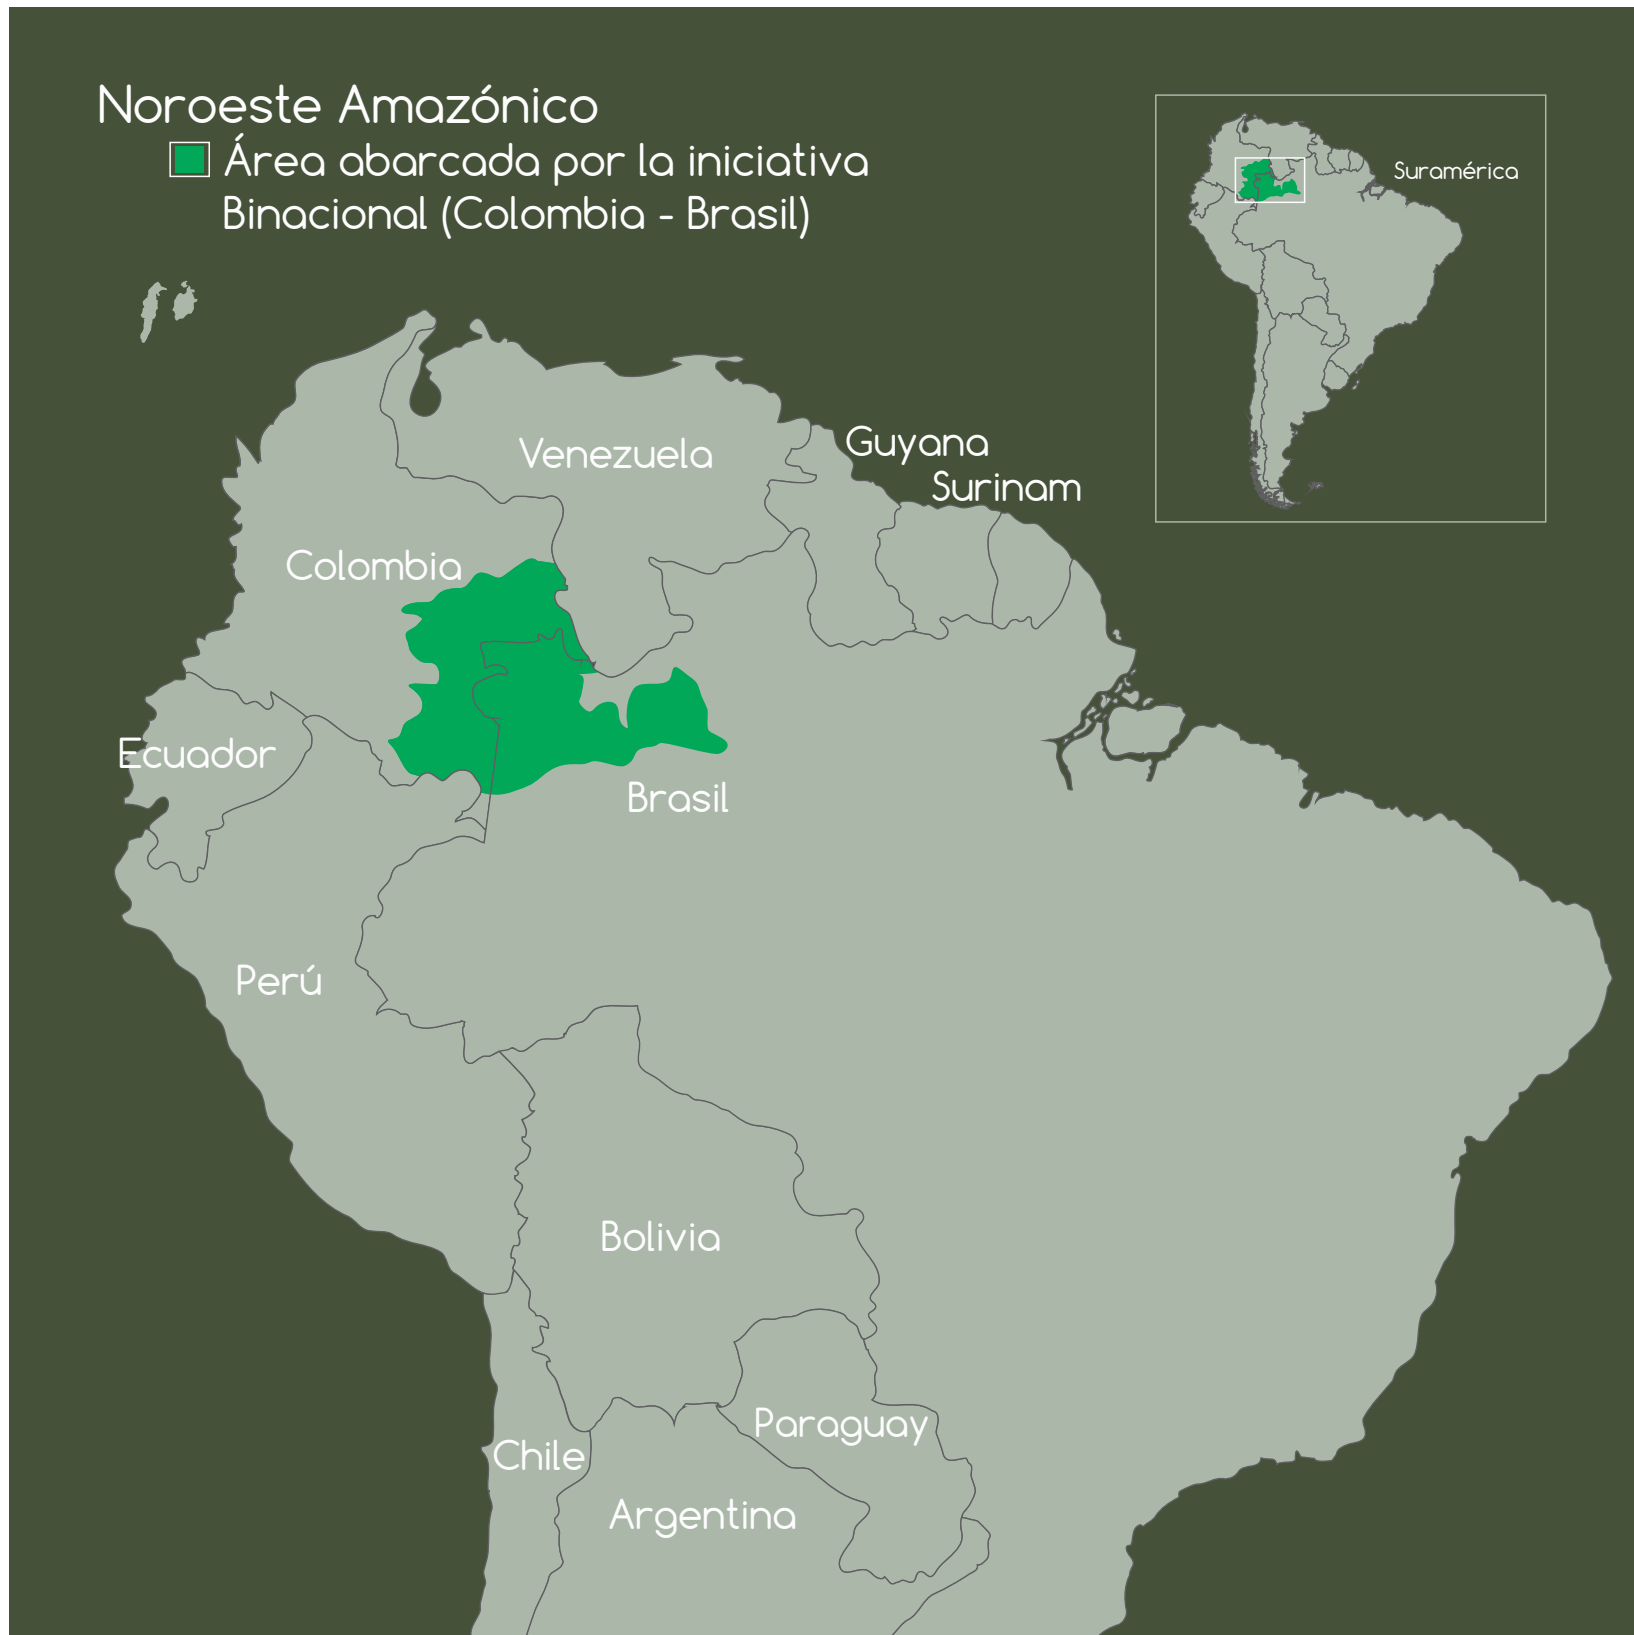 Noroeste Amazónico
Área abarcada por la iniciativa
Binacional (Colombia - Brasil)
Suramérica
Venezuela
Guyana
Surinam
Colombia
Ecuador
Brasil
Perú
Bolivia
Paraguay
Chile
Argentina